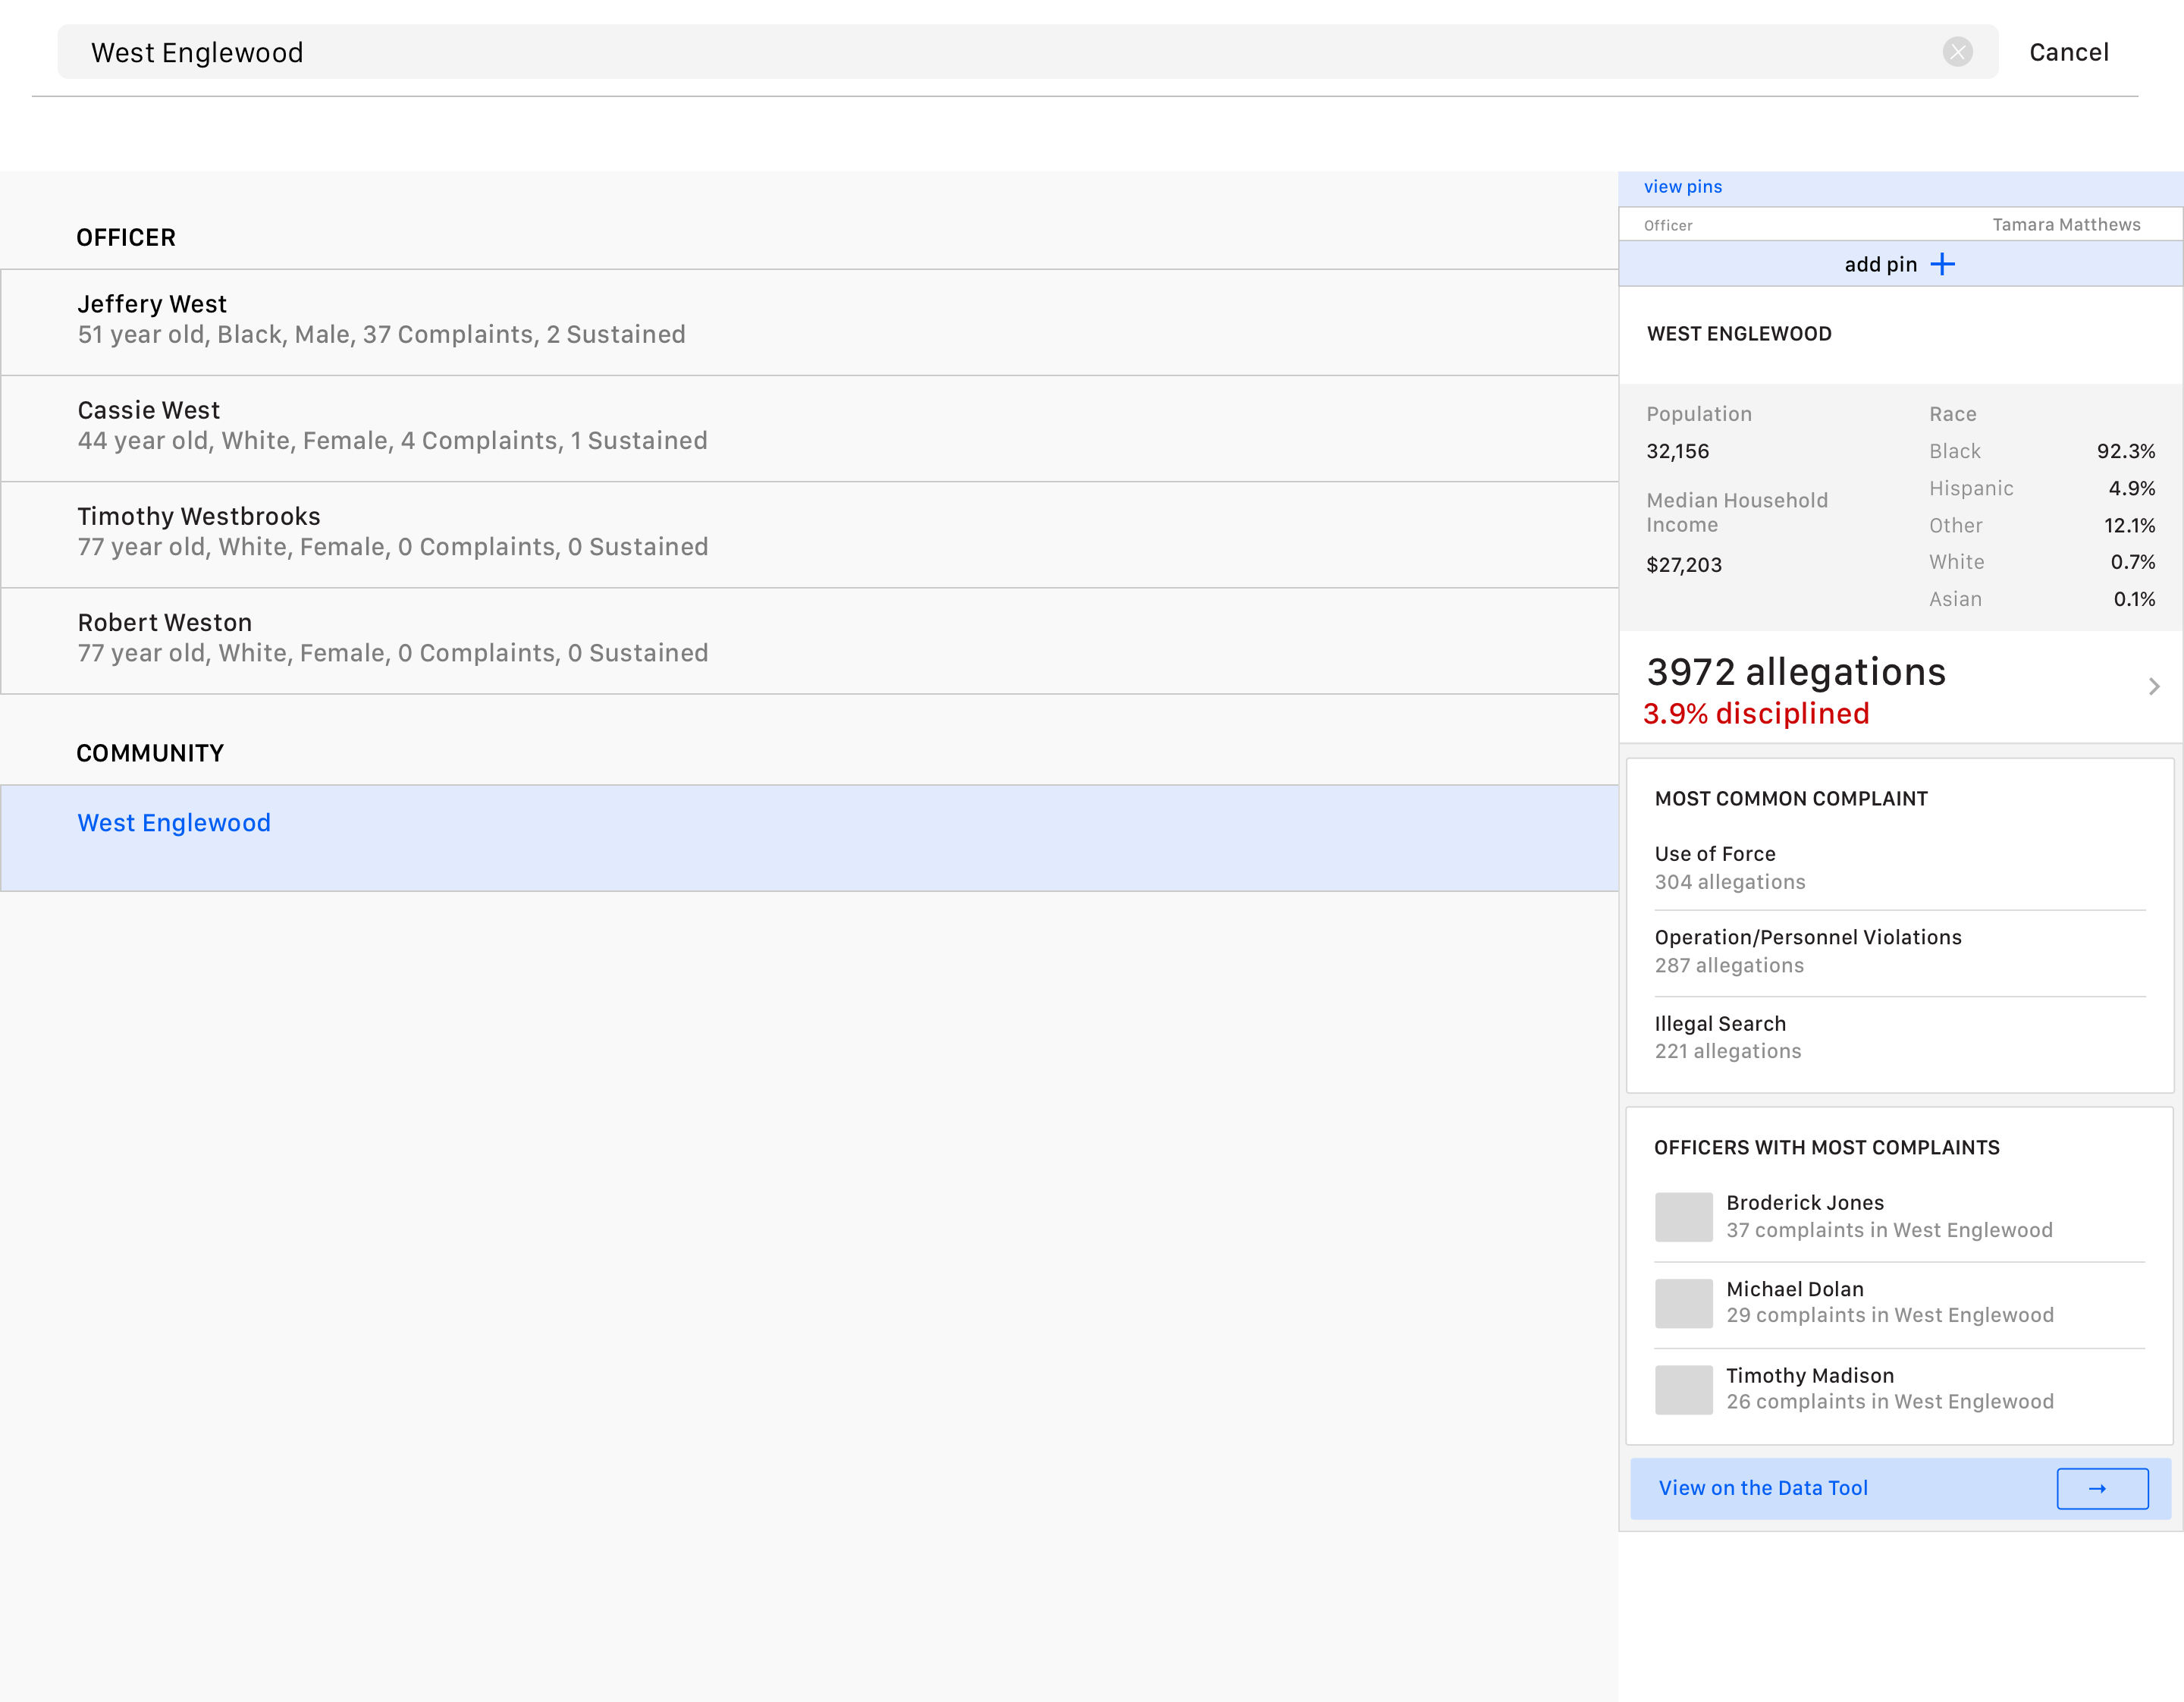 West Englewood
Cancel
OFFICER
Jeffery West
51 year old, Black, Male, 37 Complaints, 2 Sustained
Cassie West
44 year old, White, Female, 4 Complaints, 1 Sustained
Timothy Westbrooks
77 year old, White, Female, 0 Complaints, 0 Sustained
Robert Weston
77 year old, White, Female, 0 Complaints, 0 Sustained
COMMUNITY
West Englewood
view pins
Officer Tamara Matthews
add pin
WEST ENGLEWOOD
Population
32,156
Median Household
Income
$27,203
Race
Black 92.3%
Hispanic 4.9%
Other 12.1%
White 0.7%
Asian 0.1%
3972 allegations
3.9% disciplined
MOST COMMON COMPLAINT
Use of Force
304 allegations
Operation/Personnel Violations
287 allegations
Illegal Search
221 allegations
OFFICERS WITH MOST COMPLAINTS
Broderick Jones
37 complaints in West Englewood
Michael Dolan
29 complaints in West Englewood
Timothy Madison
26 complaints in West Englewood
View on the Data Tool →